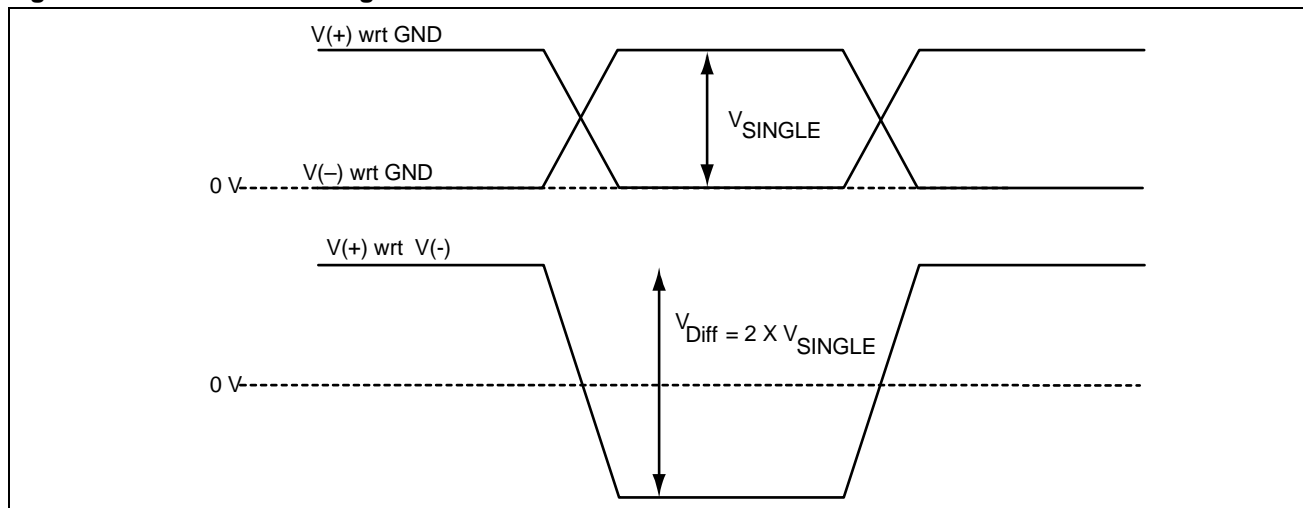 V(+) wrt GND
VSINGLE
V(–) wrt GND
0 V
V(+) wrt V(-)
VDiff = 2 X VSINGLE
0 V